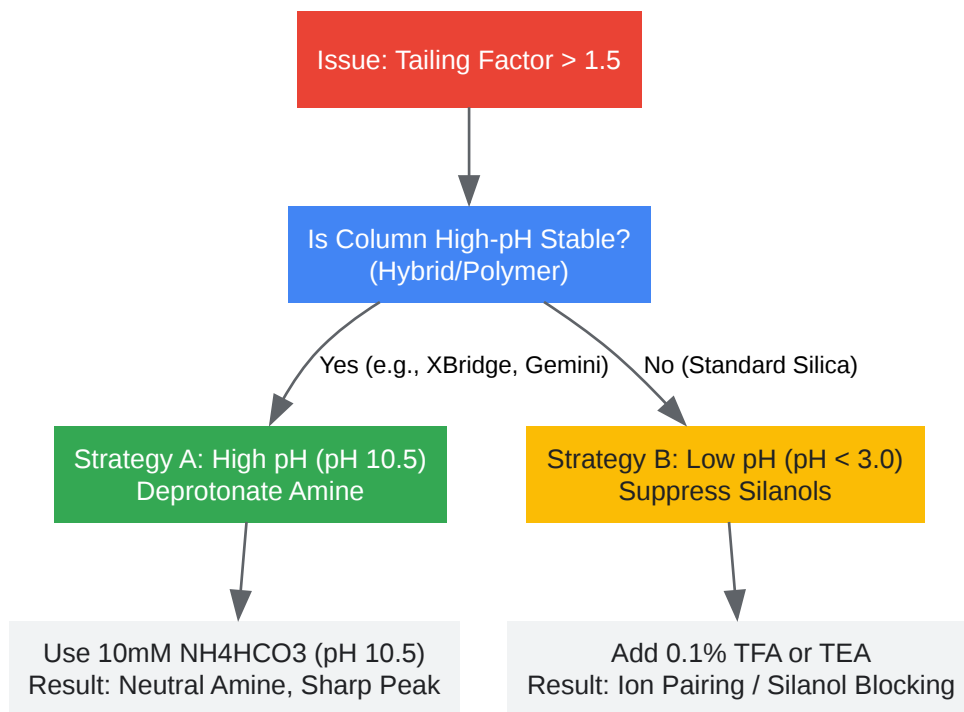 Issue: Tailing Factor > 1.5
Is Column High-pH Stable?
(Hybrid/Polymer)
Yes (e.g., XBridge, Gemini)
No (Standard Silica)
Strategy A: High pH (pH 10.5)
Deprotonate Amine
Strategy B: Low pH (pH < 3.0)
Suppress Silanols
Use 10mM NH4HCO3 (pH 10.5)
Result: Neutral Amine, Sharp Peak
Add 0.1% TFA or TEA
Result: Ion Pairing / Silanol Blocking